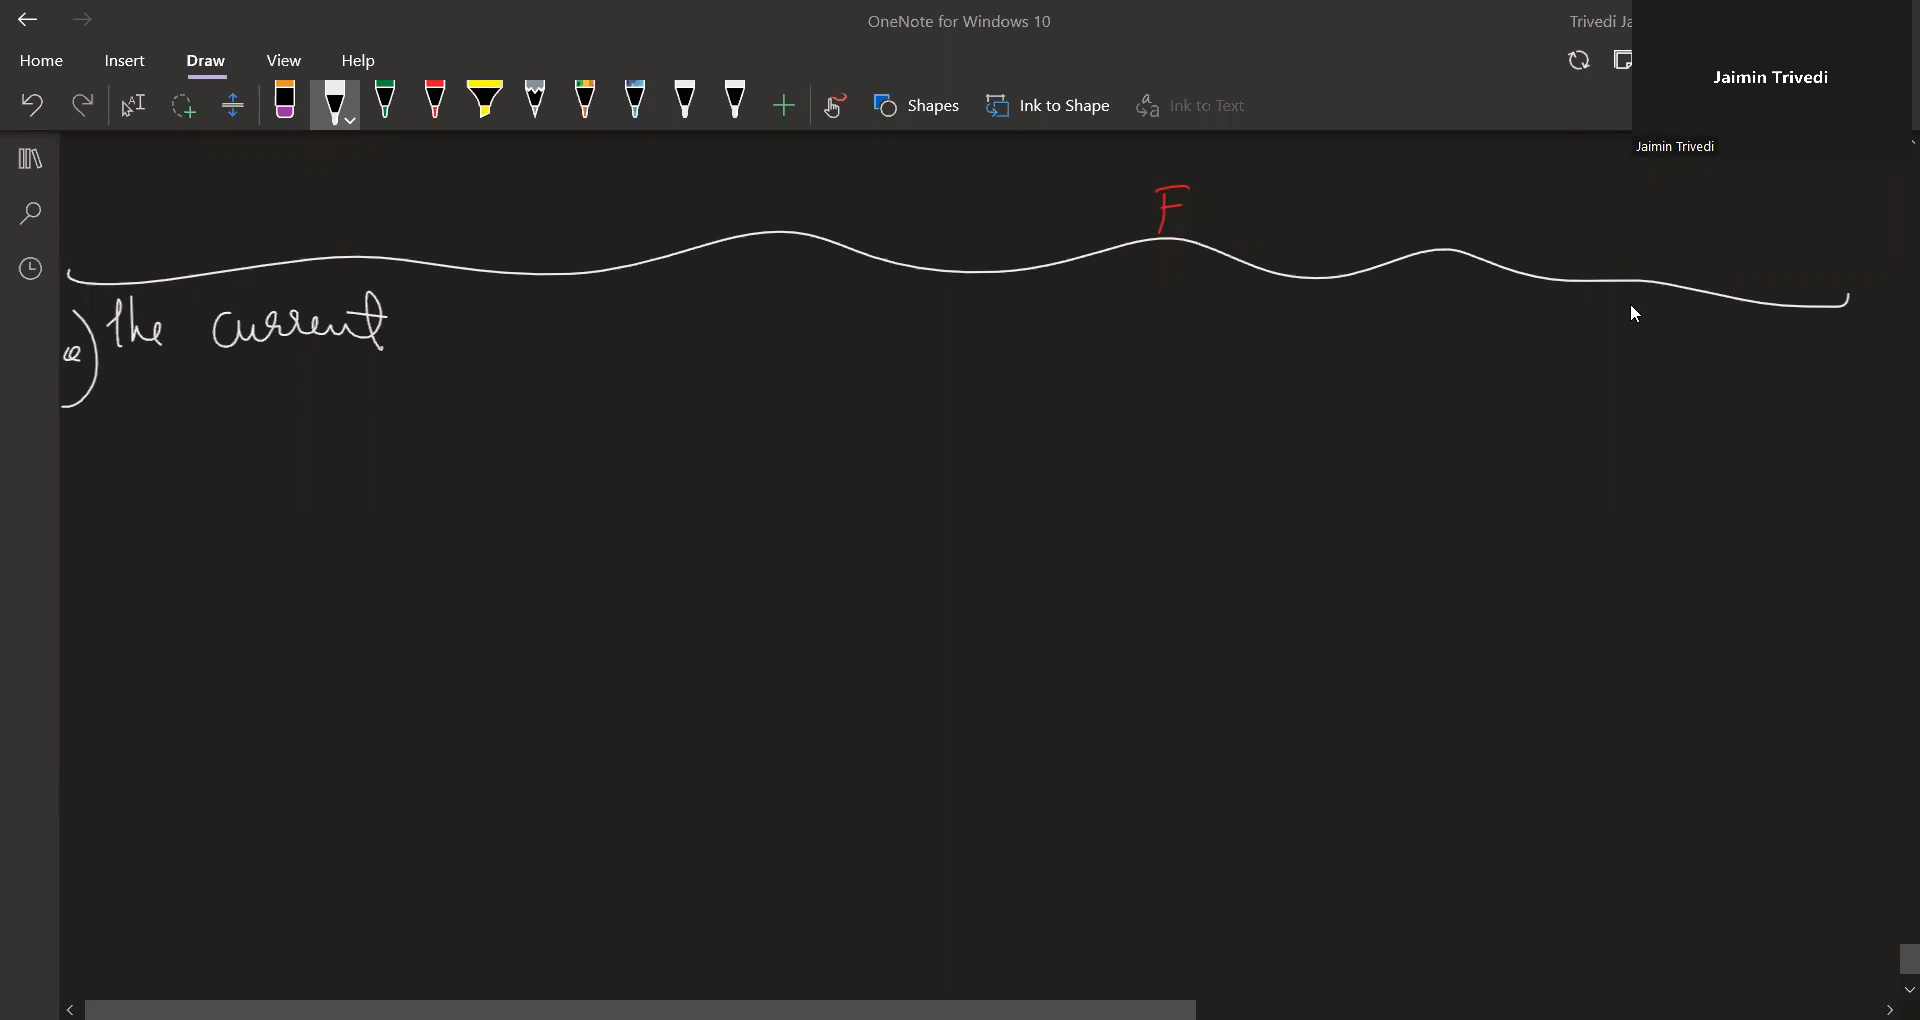 OneNote for Windows 10
Trivedi Ja
Jaimin Trivedi
Home Insert Draw View Help
Shapes Ink to Shape Ink to Text
Jaimin Trivedi
F
a) the current